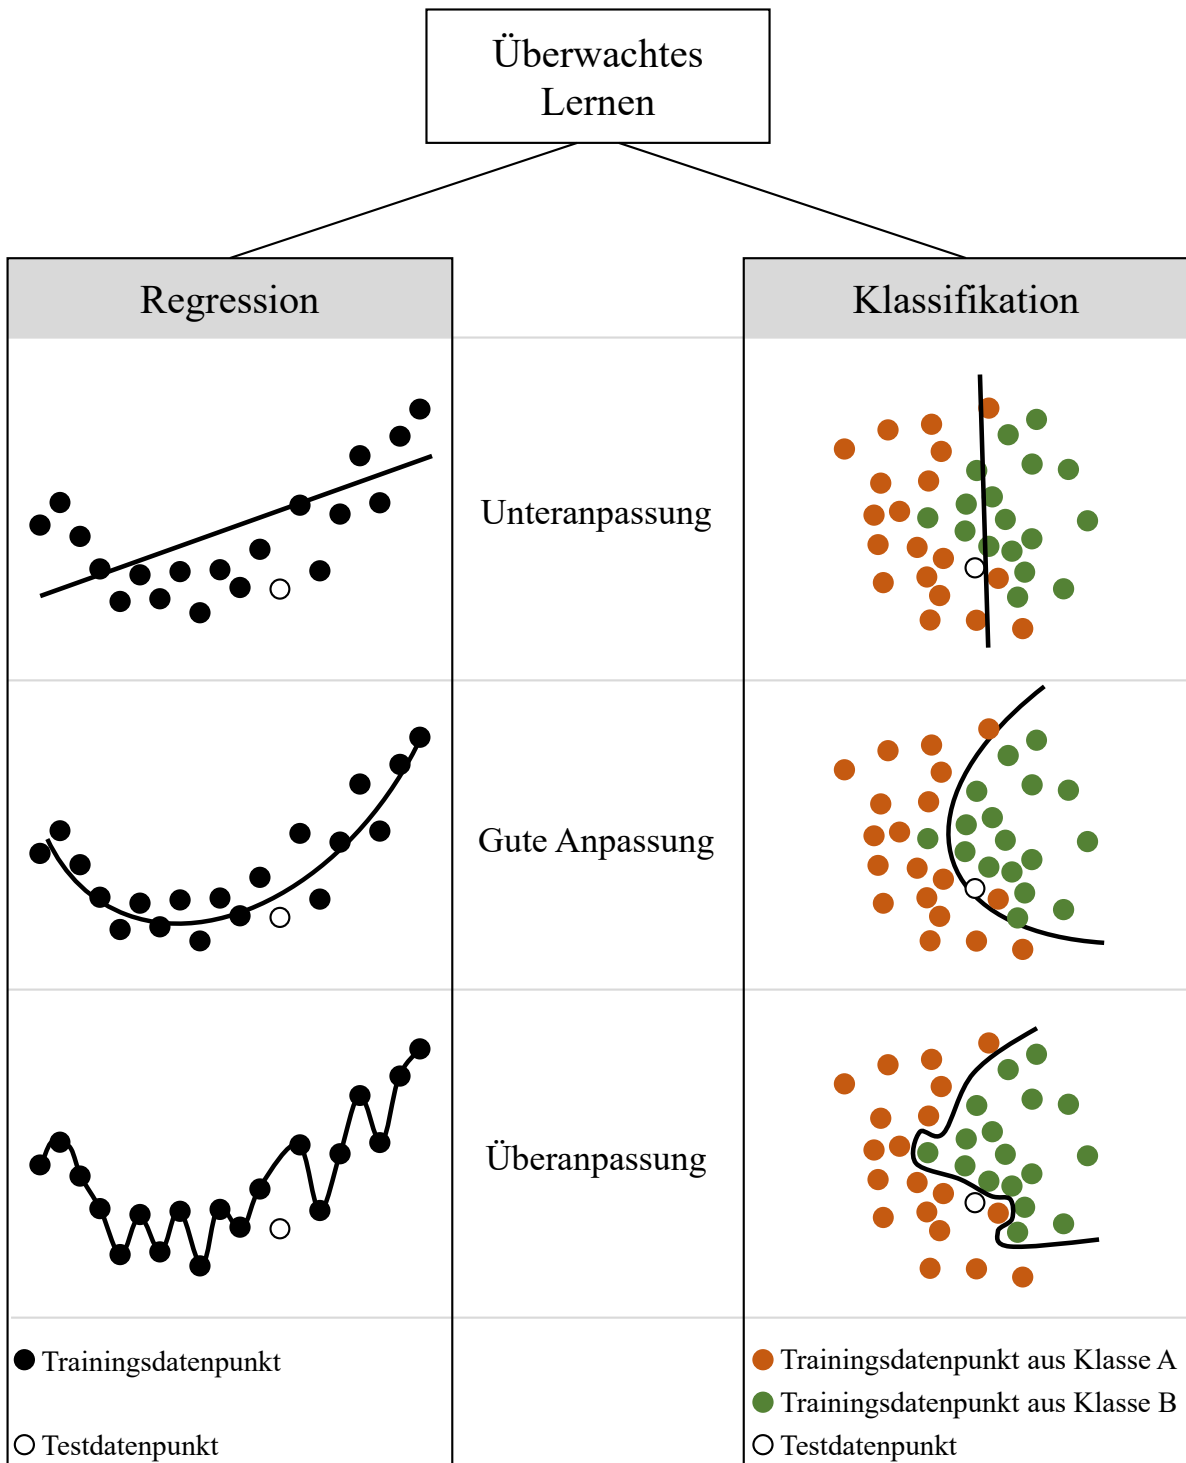 Überwachtes
Lernen
Regression
Klassifikation
Unteranpassung
Gute Anpassung
Überanpassung
Trainingsdatenpunkt
Testdatenpunkt
Trainingsdatenpunkt aus Klasse A
Trainingsdatenpunkt aus Klasse B
Testdatenpunkt